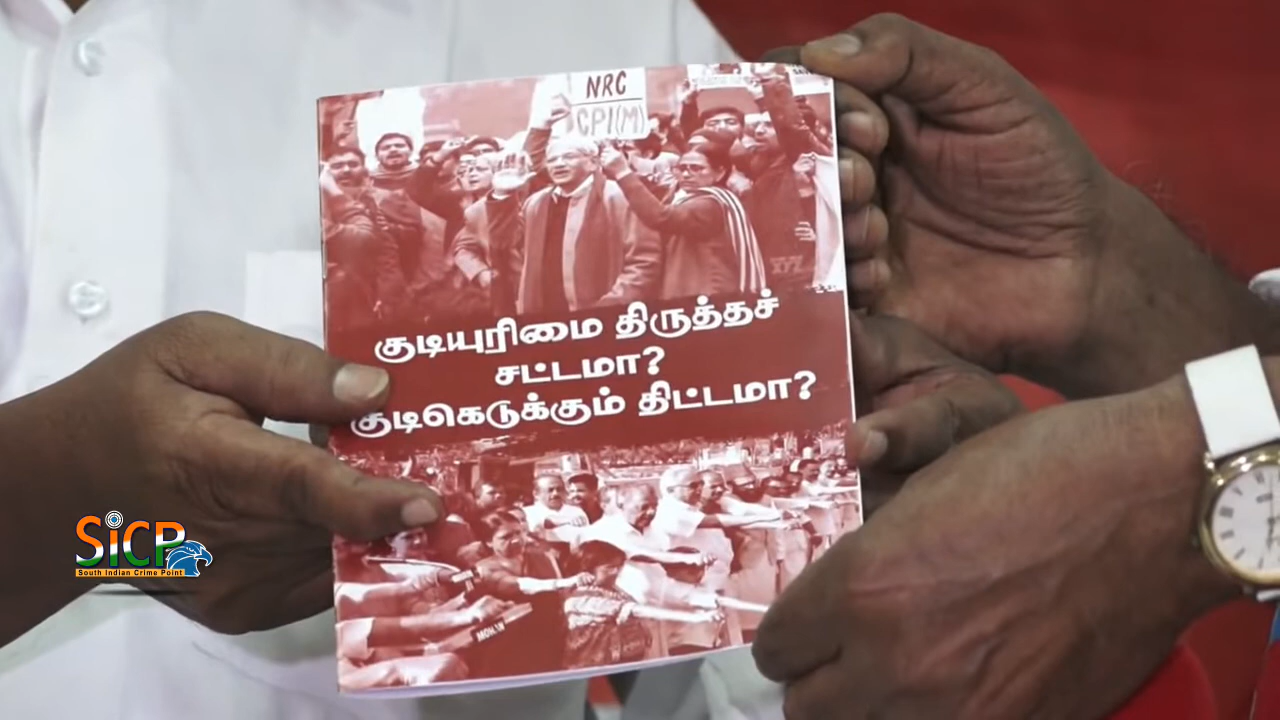 NRC
CPI(M)
குடியுரிமை திருத்தச்
சட்டமா?
குடிகெடுக்கும் திட்டமா?
SiCP
South Indian Crime Point